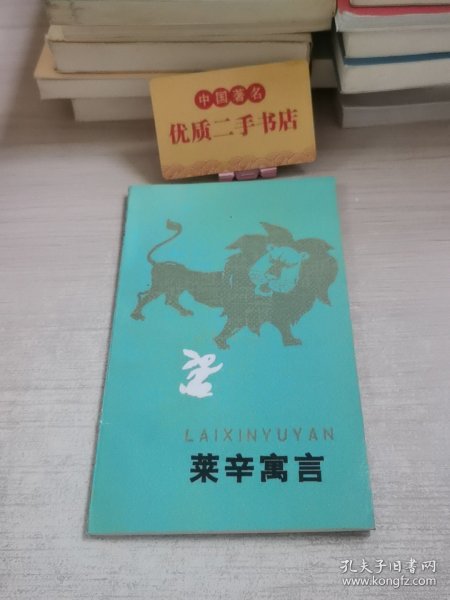 中国著名
优质二手书店
LAIXINYUYAN
莱辛寓言
孔夫子旧书网
www.kongfz.com